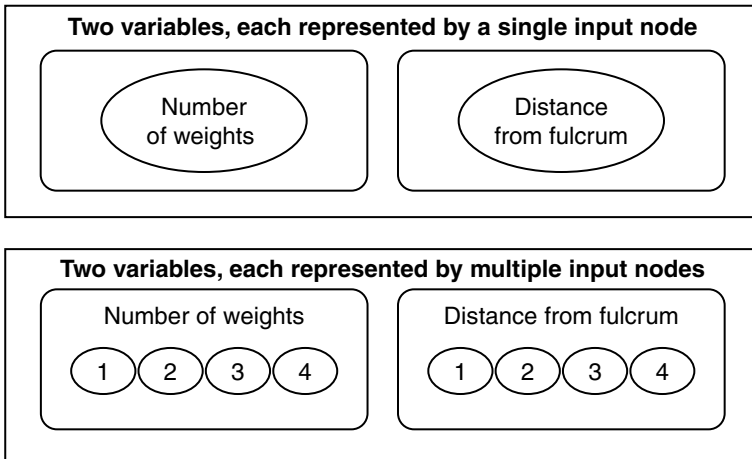 Two variables, each represented by a single input node
Number
of weights
Distance
from fulcrum
Two variables, each represented by multiple input nodes
Number of weights
1 2 3 4
Distance from fulcrum
1 2 3 4